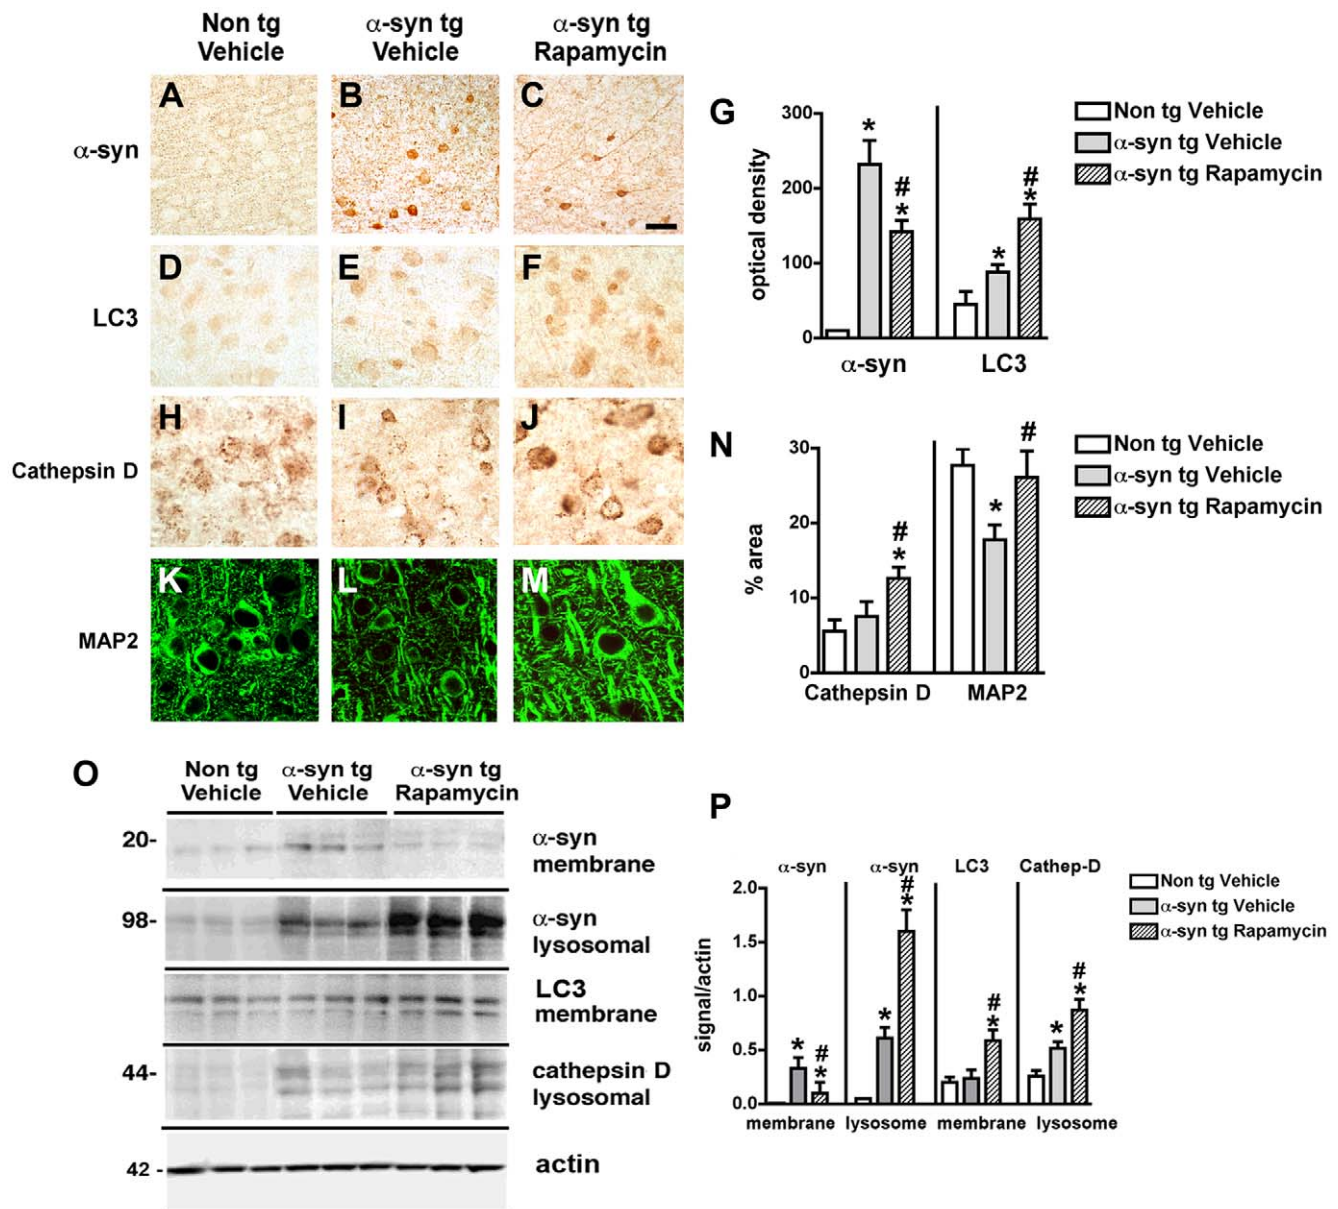 Non tg
Vehicle
α-syn tg
Vehicle
α-syn tg
Rapamycin
α-syn
A
B
C
LC3
D
E
F
Cathepsin D
H
I
J
MAP2
K
L
M
G
300
200
100
0
optical density
*
#
*
*
#
*
α-syn
LC3
Non tg Vehicle
α-syn tg Vehicle
α-syn tg Rapamycin
N
30
20
10
0
% area
#
*
*
#
Cathepsin D
MAP2
Non tg Vehicle
α-syn tg Vehicle
α-syn tg Rapamycin
O
Non tg
Vehicle
α-syn tg
Vehicle
α-syn tg
Rapamycin
20-
α-syn
membrane
98-
α-syn
lysosomal
LC3
membrane
44-
cathepsin D
lysosomal
42 -
actin
P
α-syn
α-syn
LC3
Cathep-D
2.0
1.5
1.0
0.5
0.0
signal/actin
*
#
*
*
#
*
#
*
*
#
*
membrane
lysosome
membrane
lysosome
Non tg Vehicle
α-syn tg Vehicle
α-syn tg Rapamycin